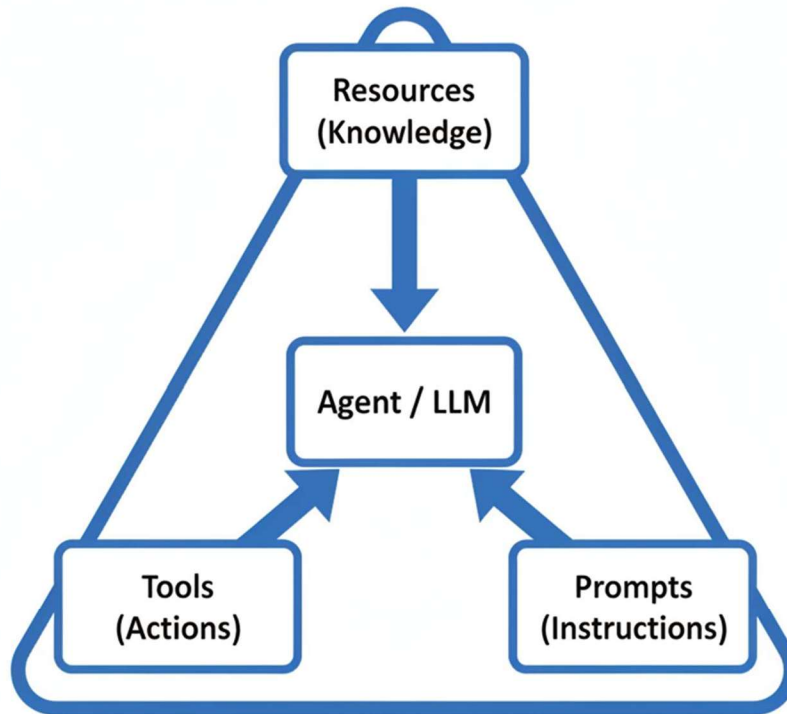 Resources
(Knowledge)
Agent / LLM
Tools
(Actions)
Prompts
(Instructions)